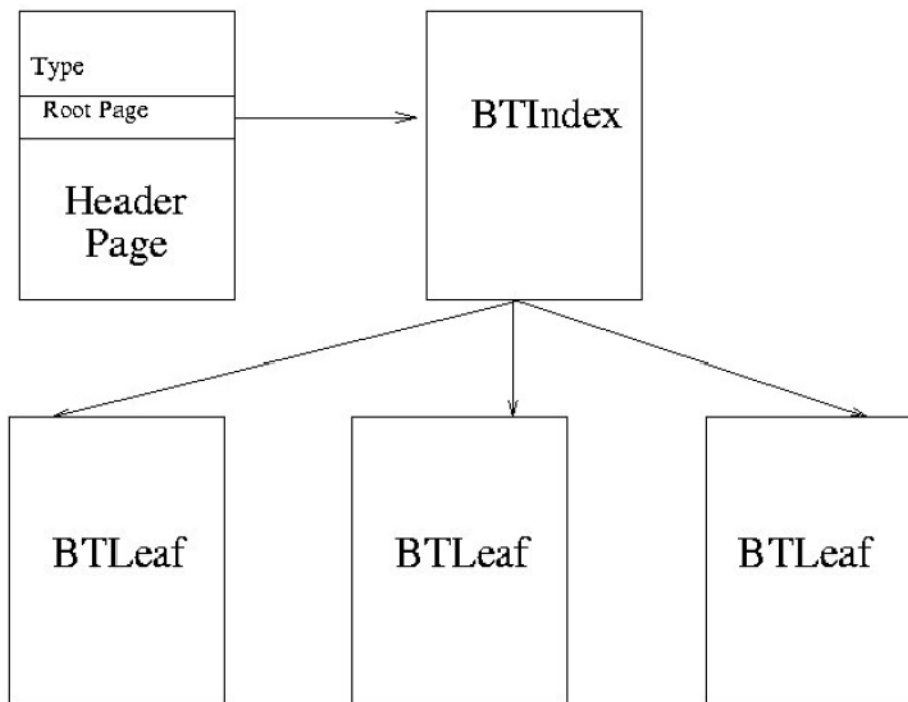 Type
Root Page
Header
Page
BTIndex
BTLeaf
BTLeaf
BTLeaf